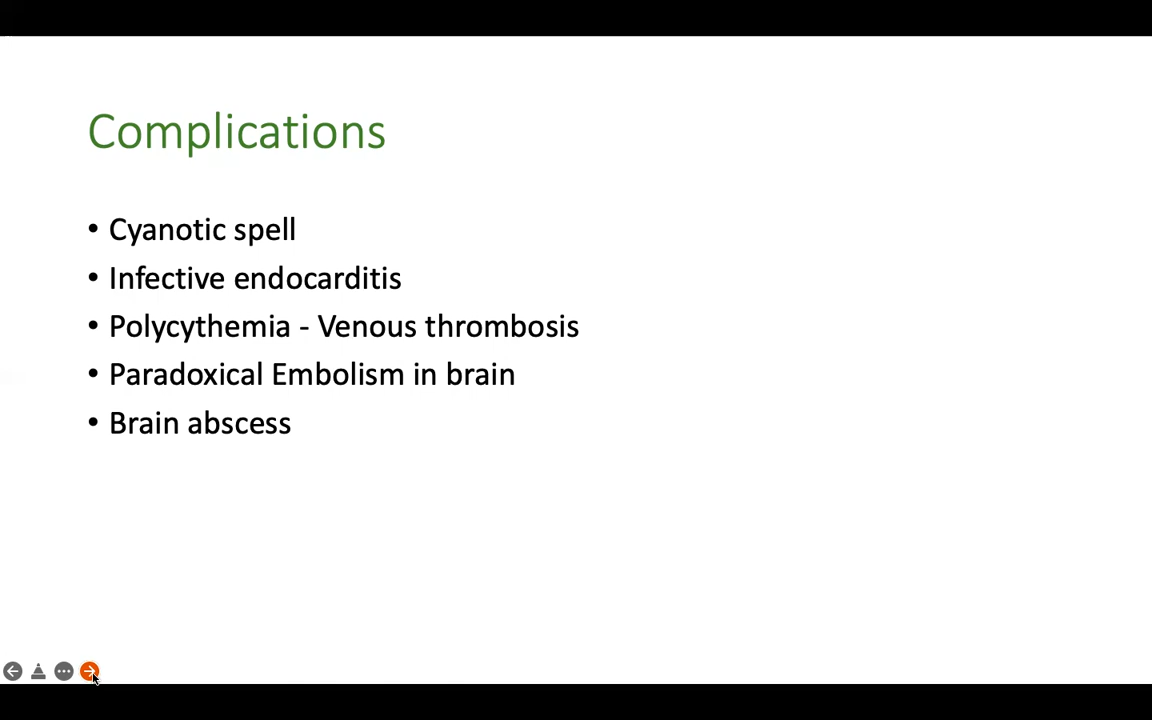 Complications
• Cyanotic spell
• Infective endocarditis
• Polycythemia - Venous thrombosis
• Paradoxical Embolism in brain
• Brain abscess